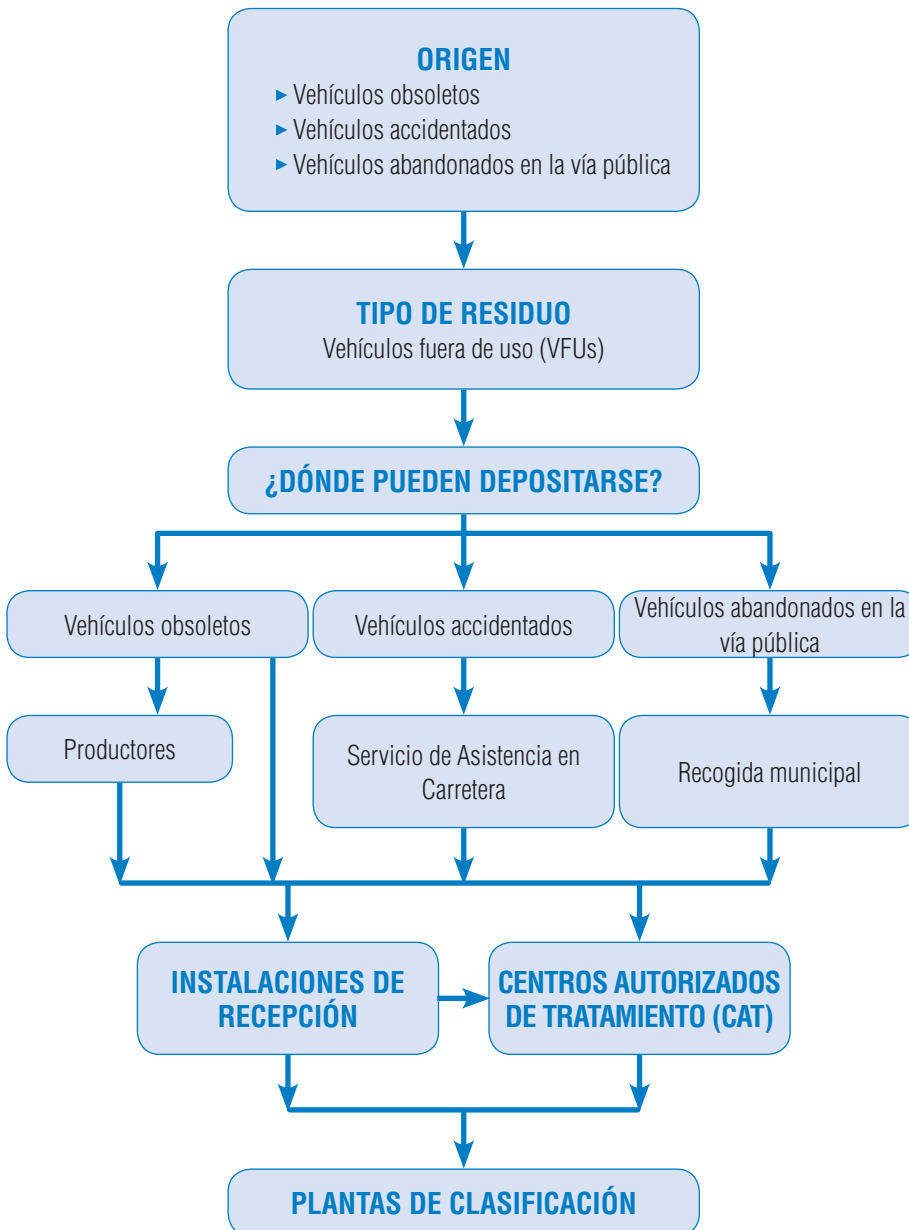 ORIGEN
▸ Vehículos obsoletos
▸ Vehículos accidentados
▸ Vehículos abandonados en la vía pública
TIPO DE RESIDUO
Vehículos fuera de uso (VFUs)
¿DÓNDE PUEDEN DEPOSITARSE?
Vehículos obsoletos
Vehículos accidentados
Vehículos abandonados en la
vía pública
Productores
Servicio de Asistencia en
Carretera
Recogida municipal
INSTALACIONES DE
RECEPCIÓN
CENTROS AUTORIZADOS
DE TRATAMIENTO (CAT)
PLANTAS DE CLASIFICACIÓN